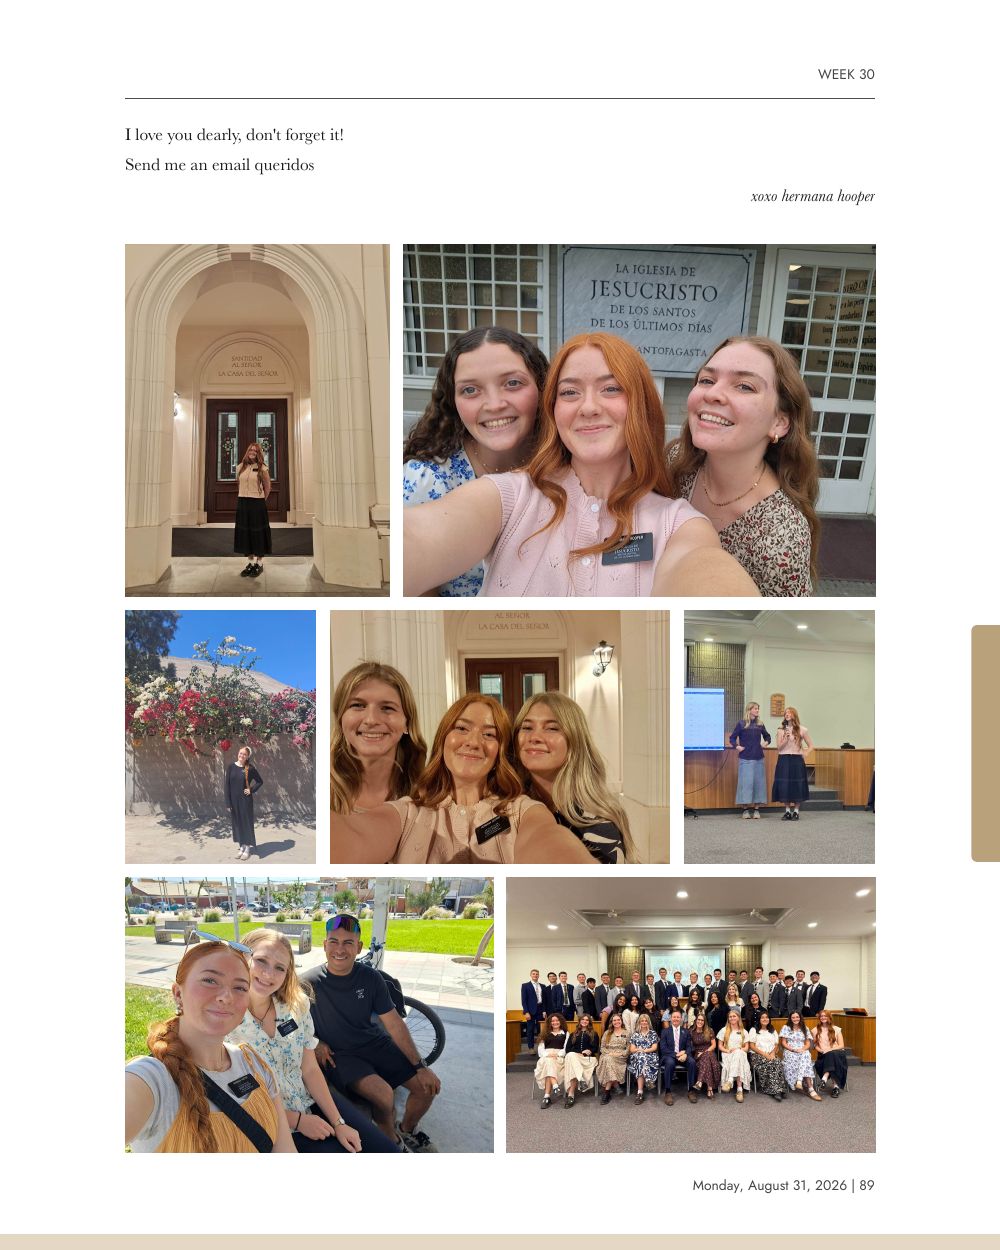 WEEK 30
I love you dearly, don't forget it!
Send me an email queridos
xoxo hermana hooper
SANTIDAD
AL SEÑOR
LA CASA DEL SEÑOR
LA IGLESIA DE
JESUCRISTO
DE LOS SANTOS
DE LOS ÚLTIMOS DÍAS
ANTOFAGASTA
HOOPER
JESUCRISTO
AL SEÑOR
LA CASA DEL SEÑOR
Monday, August 31, 2026 | 89